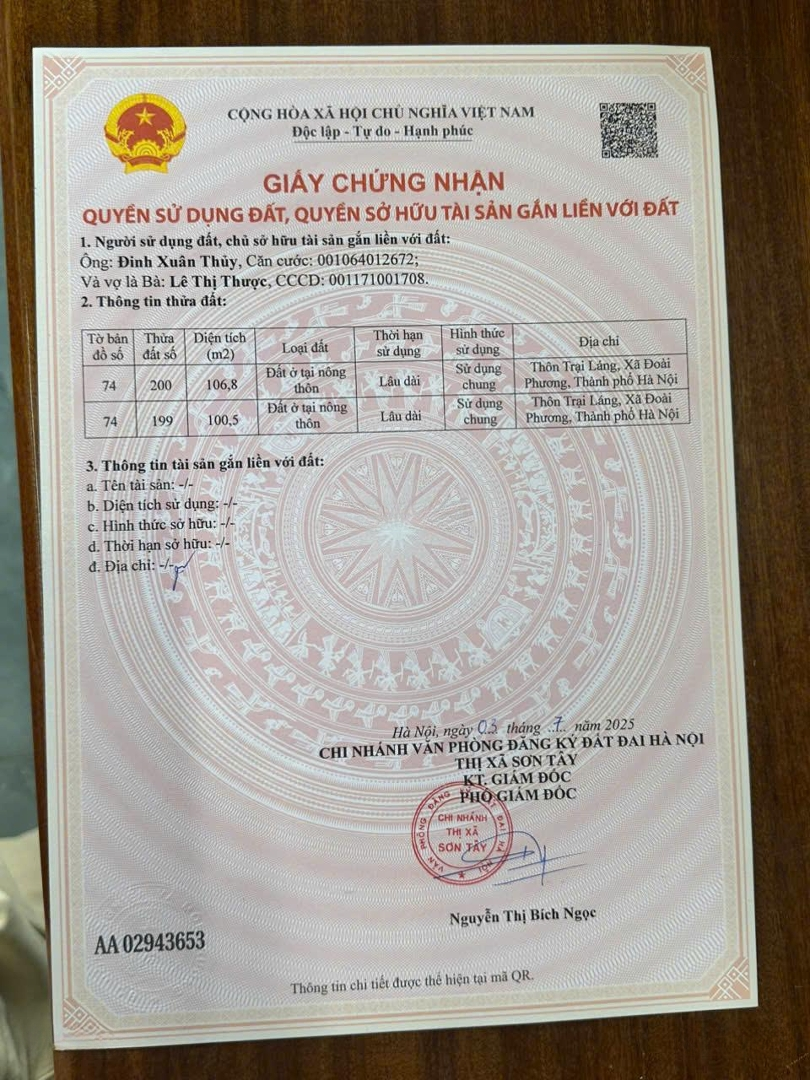 CỘNG HÒA XÃ HỘI CHỦ NGHĨA VIỆT NAM
Độc lập - Tự do - Hạnh phúc
GIẤY CHỨNG NHẬN
QUYỀN SỬ DỤNG ĐẤT, QUYỀN SỞ HỮU TÀI SẢN GẮN LIỀN VỚI ĐẤT
1. Người sử dụng đất, chủ sở hữu tài sản gắn liền với đất:
Ông: Đinh Xuân Thủy, Căn cước: 001064012672;
Và vợ là Bà: Lê Thị Thược, CCCD: 001171001708.
2. Thông tin thửa đất:
Tờ bản đồ số Thửa đất số Diện tích (m2) Loại đất Thời hạn sử dụng Hình thức sử dụng Địa chỉ
74 200 106,8 Đất ở tại nông thôn Lâu dài Sử dụng chung Thôn Trại Láng, Xã Đoài Phương, Thành phố Hà Nội
74 199 100,5 Đất ở tại nông thôn Lâu dài Sử dụng chung Thôn Trại Láng, Xã Đoài Phương, Thành phố Hà Nội
3. Thông tin tài sản gắn liền với đất:
a. Tên tài sản: -/-
b. Diện tích sử dụng: -/-
c. Hình thức sở hữu: -/-
d. Thời hạn sở hữu: -/-
đ. Địa chỉ: -/-
Hà Nội, ngày 03 tháng 7 năm 2025
CHI NHÁNH VĂN PHÒNG ĐĂNG KÝ ĐẤT ĐAI HÀ NỘI
THỊ XÃ SƠN TÂY
KT. GIÁM ĐỐC
PHÓ GIÁM ĐỐC
VĂN PHÒNG ĐĂNG KÝ ĐẤT ĐAI HÀ NỘI
CHI NHÁNH
THỊ XÃ
SƠN TÂY
Nguyễn Thị Bích Ngọc
AA 02943653
Thông tin chi tiết được thể hiện tại mã QR.